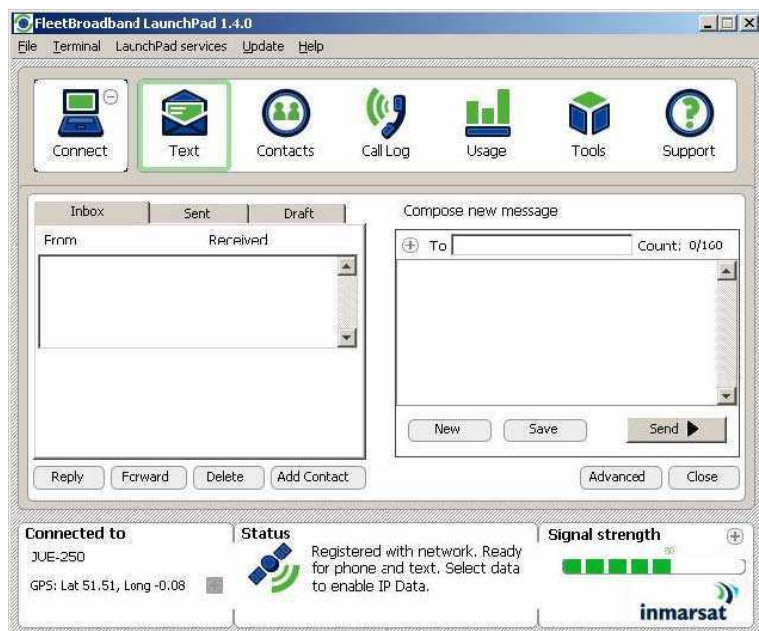 FleetBroadband LaunchPad 1.4.0
File Terminal LaunchPad services Update Help
Connect Text Contacts Call Log Usage Tools Support
Inbox Sent Draft
From Received
Compose new message
To Count: 0/160
New Save Send
Reply Forward Delete Add Contact
Advanced Close
Connected to
JUE-250
GPS: Lat 51.51, Long -0.08
Status
Registered with network. Ready
for phone and text. Select data
to enable IP Data.
Signal strength
60
inmarsat